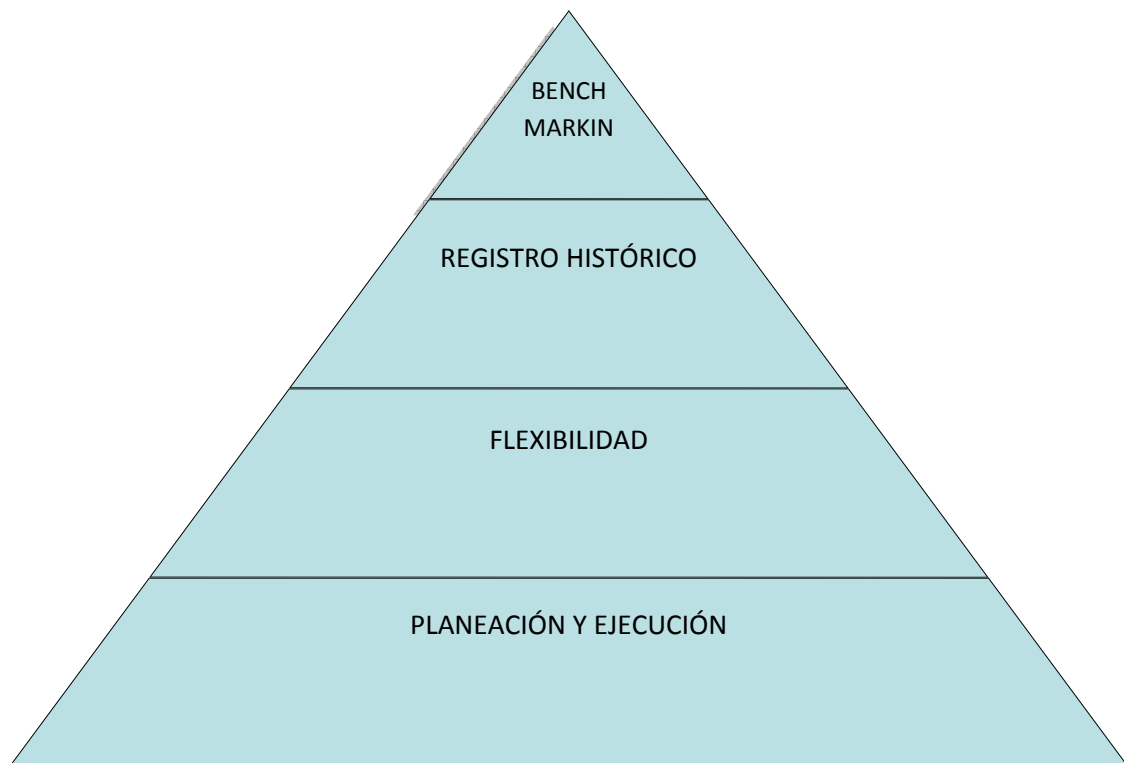 BENCH
MARKIN
REGISTRO HISTÓRICO
FLEXIBILIDAD
PLANEACIÓN Y EJECUCIÓN